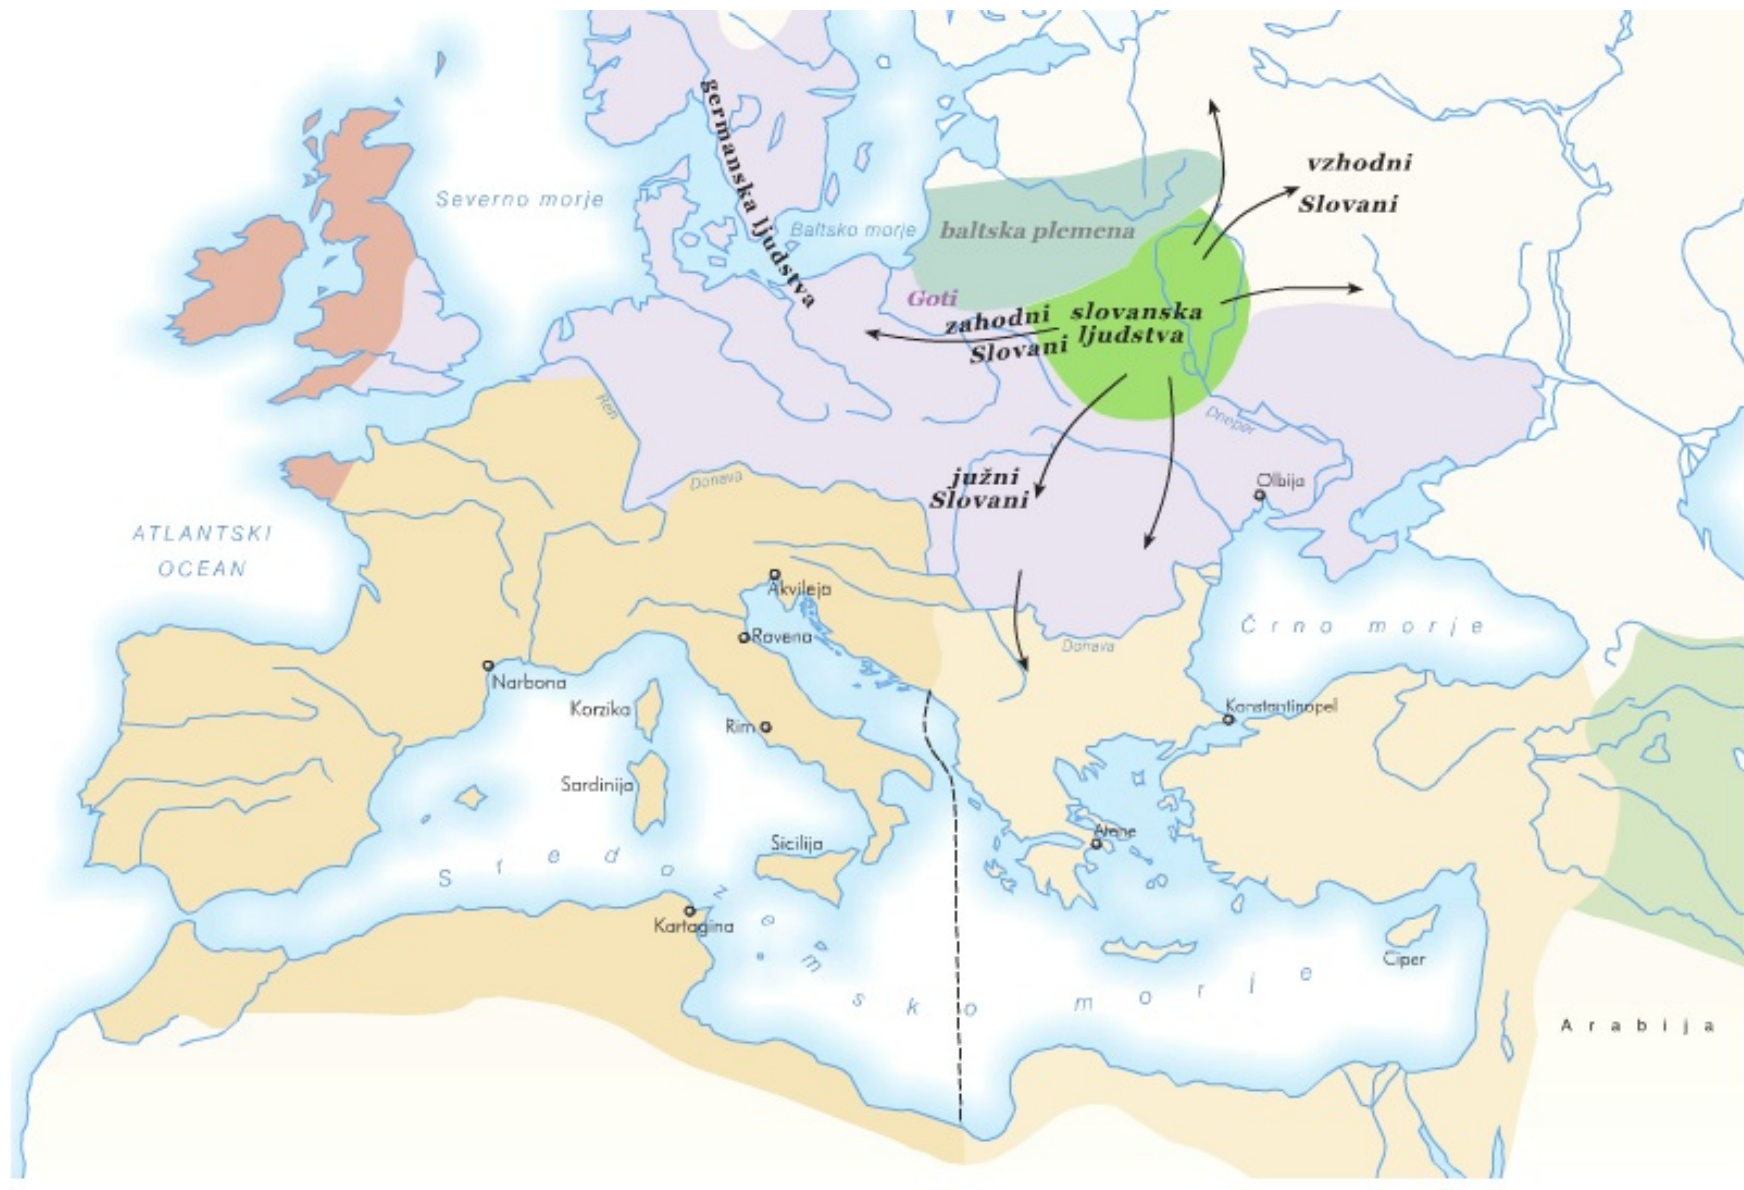 germanska ljudstva
vzhodni
Slovani
Severno morje
Baltsko morje
baltska plemena
Goti
zahodni
Slovani
slovanska
ljudstva
Ren
Dneper
južni
Slovani
Donava
Olbija
ATLANTSKI
OCEAN
Akvileja
Ravena
Črno morje
Donava
Narbona
Korzika
Rim
Konstantinopel
Sardinija
Atene
Sicilija
Sredozemsko morje
Kartagina
Ciper
Arabija